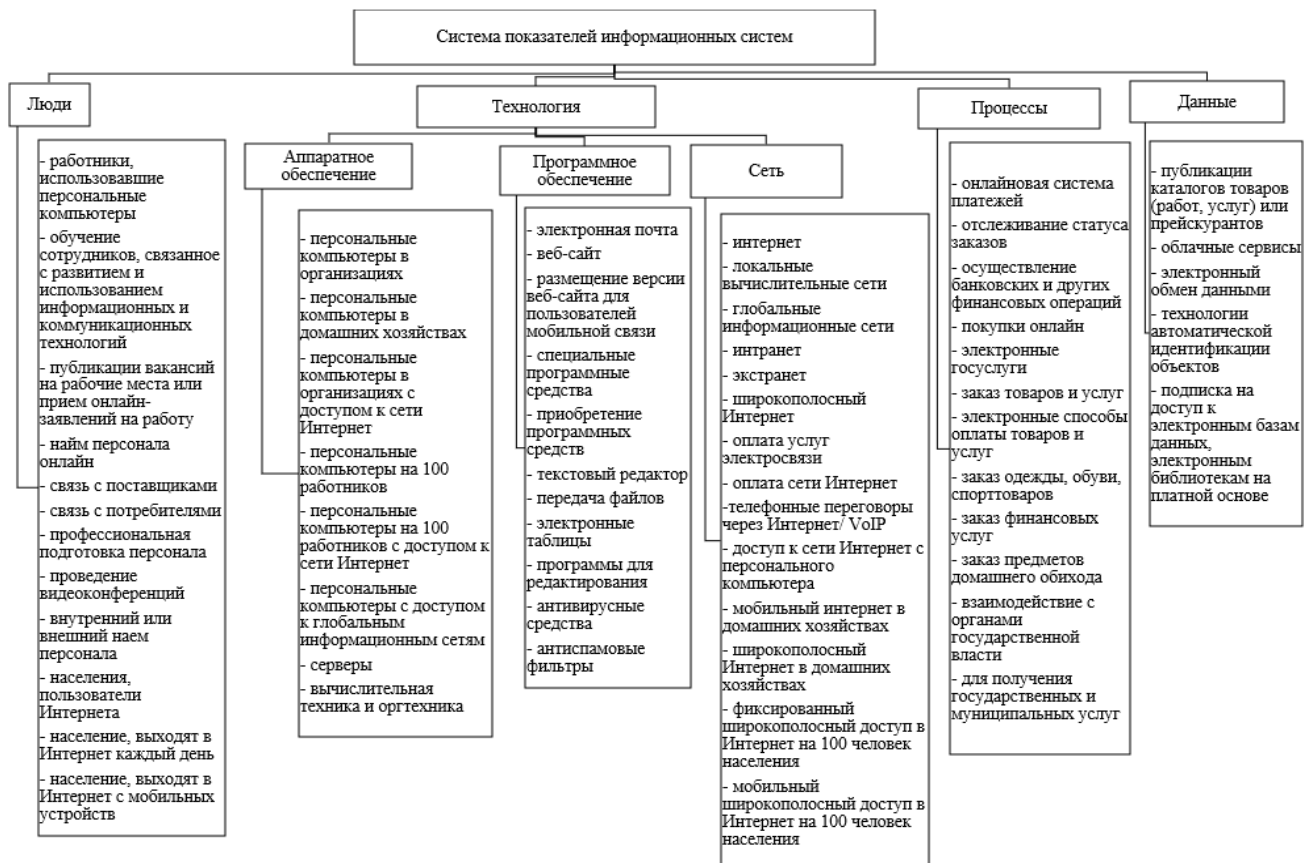 Система показателей информационных систем
Люди
Технология
Процессы
Данные
Аппаратное
обеспечение
Программное
обеспечение
Сеть
- работники,
использовавшие
персональные
компьютеры
- обучение
сотрудников, связанное
с развитием и
использованием
информационных и
коммуникационных
технологий
- публикации вакансий
на рабочие места или
прием онлайн-
заявлений на работу
- найм персонала
онлайн
- связь с поставщиками
- связь с потребителями
- профессиональная
подготовка персонала
- проведение
видеоконференций
- внутренний или
внешний наем
персонала
- населения,
пользователи
Интернета
- население, выходят в
Интернет каждый день
- население, выходят в
Интернет с мобильных
устройств
- персональные
компьютеры в
организациях
- персональные
компьютеры в
домашних хозяйствах
- персональные
компьютеры в
организациях с
доступом к сети
Интернет
- персональные
компьютеры на 100
работников
- персональные
компьютеры на 100
работников с доступом к
сети Интернет
- персональные
компьютеры с доступом
к глобальным
информационным сетям
- серверы
- вычислительная
техника и оргтехника
- электронная почта
- веб-сайт
- размещение версии
веб-сайта для
пользователей
мобильной связи
- специальные
программные
средства
- приобретение
программных
средств
- текстовый редактор
- передача файлов
- электронные
таблицы
- программы для
редактирования
- антивирусные
средства
- антиспамовые
фильтры
- интернет
- локальные
вычислительные сети
- глобальные
информационные сети
- интранет
- экстранет
- широкополосный
Интернет
- оплата услуг
электросвязи
- оплата сети Интернет
-телефонные переговоры
через Интернет/ VoIP
- доступ к сети Интернет с
персонального
компьютера
- мобильный интернет в
домашних хозяйствах
- широкополосный
Интернет в домашних
хозяйствах
- фиксированный
широкополосный доступ в
Интернет на 100 человек
населения
- мобильный
широкополосный доступ в
Интернет на 100 человек
населения
- онлайновая система
платежей
- отслеживание статуса
заказов
- осуществление
банковских и других
финансовых операций
- покупки онлайн
- электронные
госуслуги
- заказ товаров и услуг
- электронные способы
оплаты товаров и
услуг
- заказ одежды, обуви,
спорттоваров
- заказ финансовых
услуг
- заказ предметов
домашнего обихода
- взаимодействие с
органами
государственной
власти
- для получения
государственных и
муниципальных услуг
- публикации
каталогов товаров
(работ, услуг) или
прейскурантов
- облачные сервисы
- электронный
обмен данными
- технологии
автоматической
идентификации
объектов
- подписка на
доступ к
электронным базам
данных,
электронным
библиотекам на
платной основе